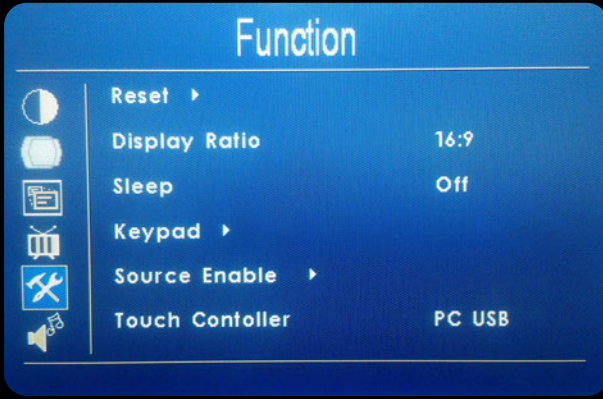 Function
Reset
Display Ratio 16:9
Sleep Off
Keypad
Source Enable
Touch Contoller PC USB